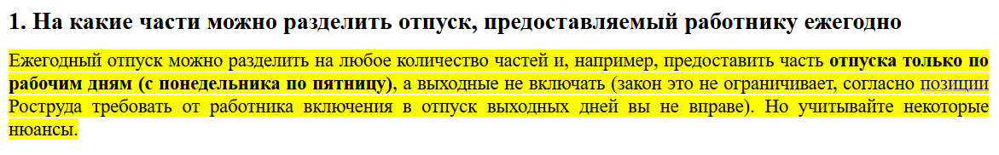 1. На какие части можно разделить отпуск, предоставляемый работнику ежегодно
Ежегодный отпуск можно разделить на любое количество частей и, например, предоставить часть отпуска только по
рабочим дням (с понедельника по пятницу), а выходные не включать (закон это не ограничивает, согласно позиции
Роструда требовать от работника включения в отпуск выходных дней вы не вправе). Но учитывайте некоторые
нюансы.